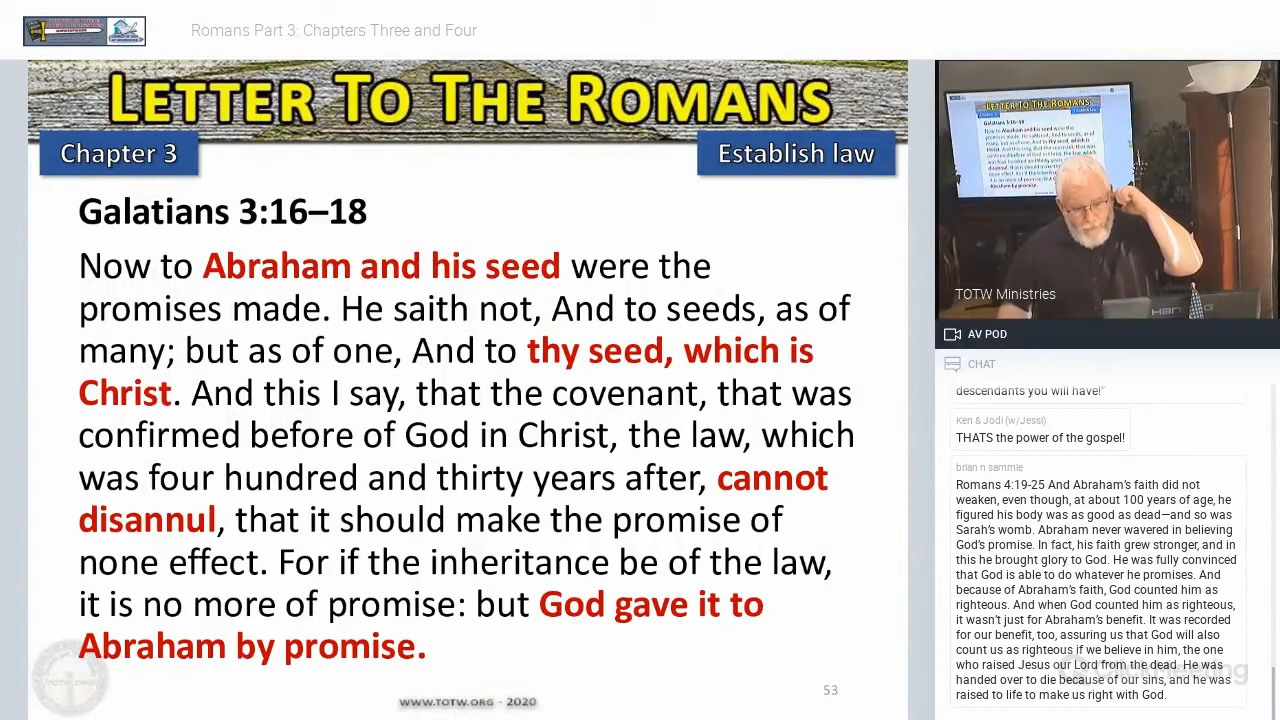 Romans Part 3: Chapters Three and Four
LETTER TO THE ROMANS
Chapter 3
Establish law
Galatians 3:16–18
Now to Abraham and his seed were the
promises made. He saith not, And to seeds, as of
many; but as of one, And to thy seed, which is
Christ. And this I say, that the covenant, that was
confirmed before of God in Christ, the law, which
was four hundred and thirty years after, cannot
disannul, that it should make the promise of
none effect. For if the inheritance be of the law,
it is no more of promise: but God gave it to
Abraham by promise.
TOTW.ORG
WWW.TOTW.ORG - 2020
53
LETTER TO THE ROMANS
Galatians 3:16–18
TOTW Ministries
AV POD
CHAT
descendants you will have!"
Ken & Jodi (w/Jessi)
THATS the power of the gospel!
brian n sammie
Romans 4:19-25 And Abraham's faith did not
weaken, even though, at about 100 years of age, he
figured his body was as good as dead—and so was
Sarah's womb. Abraham never wavered in believing
God's promise. In fact, his faith grew stronger, and in
this he brought glory to God. He was fully convinced
that God is able to do whatever he promises. And
because of Abraham's faith, God counted him as
righteous. And when God counted him as righteous,
it wasn't just for Abraham's benefit. It was recorded
for our benefit, too, assuring us that God will also
count us as righteous if we believe in him, the one
who raised Jesus our Lord from the dead. He was
handed over to die because of our sins, and he was
raised to life to make us right with God.